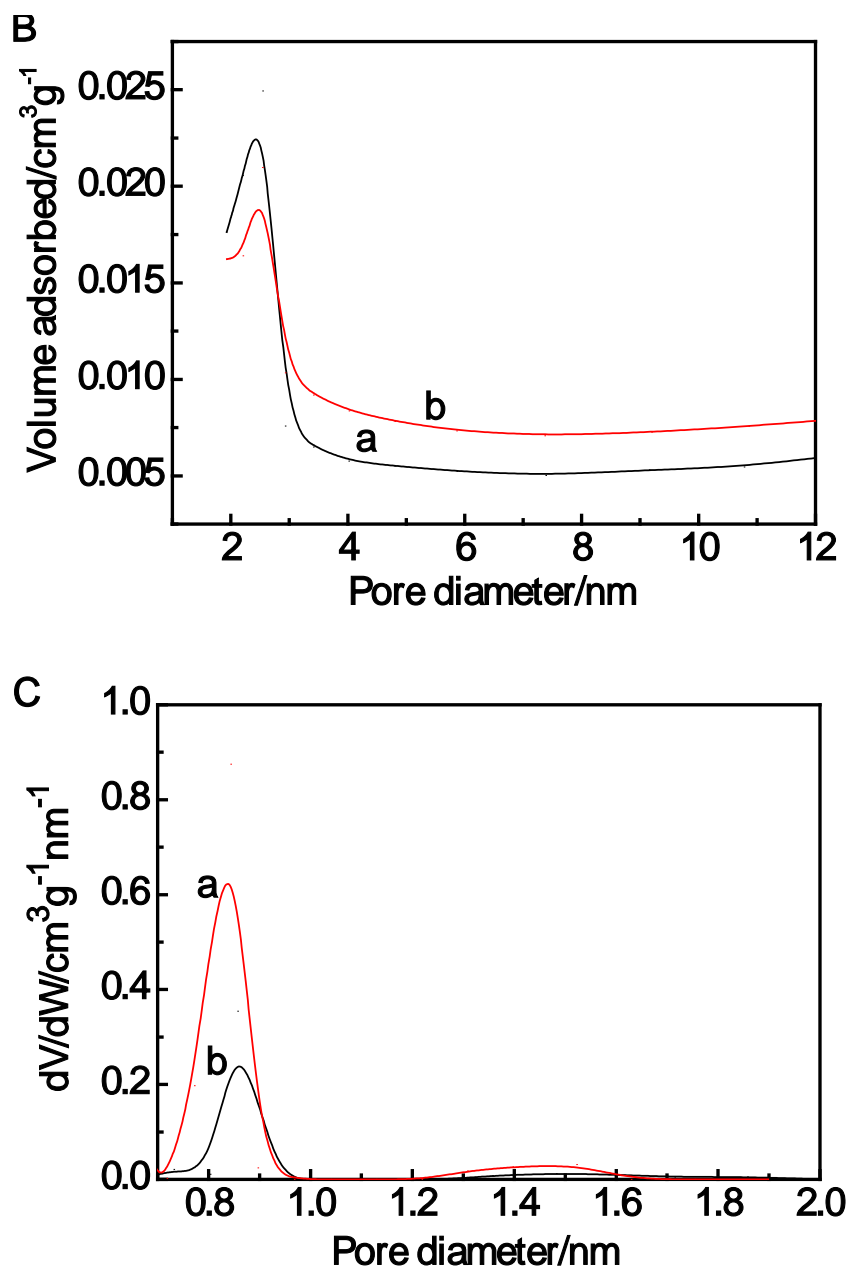 B
Volume adsorbed/cm³g⁻¹
0.025
0.020
0.015
0.010
0.005
b
a
2 4 6 8 10 12
Pore diameter/nm
C
dV/dW/cm³g⁻¹nm⁻¹
1.0
0.8
0.6
0.4
0.2
0.0
a
b
0.8 1.0 1.2 1.4 1.6 1.8 2.0
Pore diameter/nm